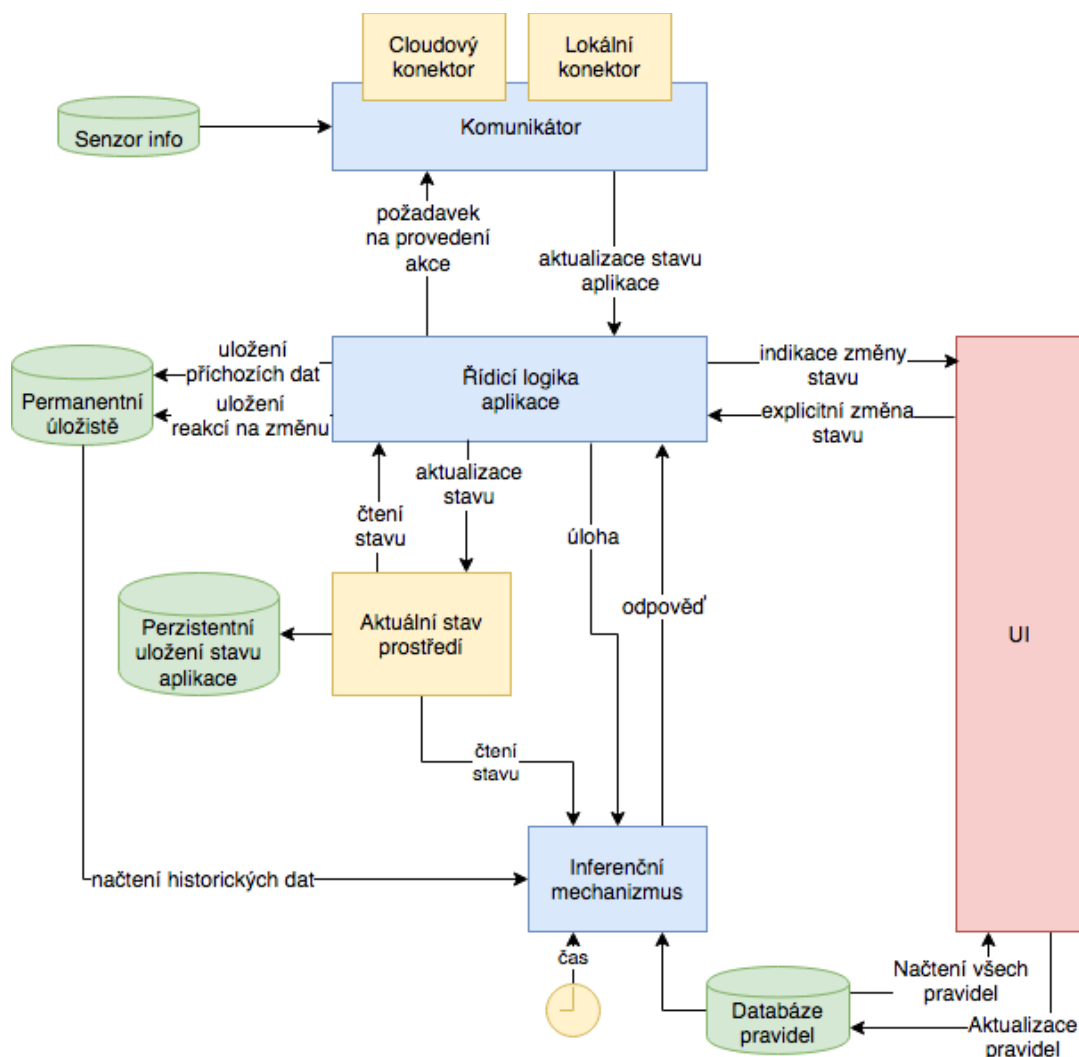 Cloudový
konektor
Lokální
konektor
Senzor info
Komunikátor
požadavek
na provedení
akce
aktualizace stavu
aplikace
uložení
příchozích dat
Řídicí logika
aplikace
indikace změny
stavu
Permanentní
úložistě
uložení
reakcí na změnu
explicitní změna
stavu
aktualizace
stavu
čtení
stavu
úloha
odpověď
Perzistentní
uložení stavu
aplikace
Aktuální stav
prostředí
UI
čtení
stavu
Inferenční
mechanizmus
načtení historických dat
čas
Načtení všech
pravidel
Databáze
pravidel
Aktualizace
pravidel